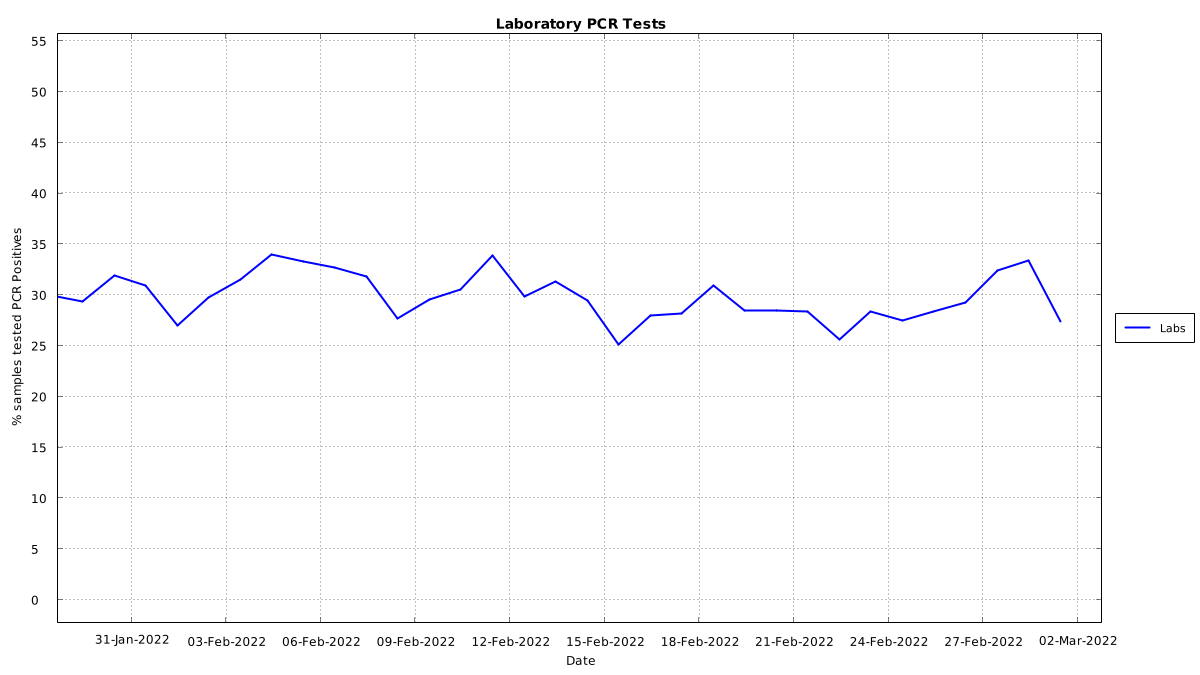 Laboratory PCR Tests
55
50
45
40
35
30
25
20
15
10
5
0
% samples tested PCR Positives
31-Jan-2022 03-Feb-2022 06-Feb-2022 09-Feb-2022 12-Feb-2022 15-Feb-2022 18-Feb-2022 21-Feb-2022 24-Feb-2022 27-Feb-2022 02-Mar-2022
Date
Labs